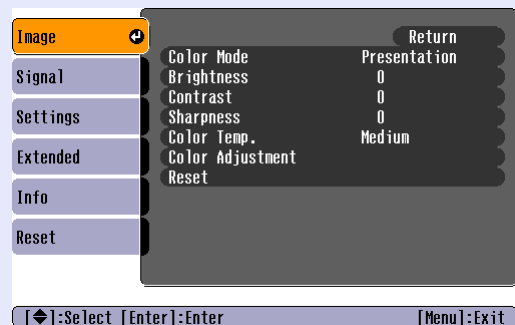 Image
Signal
Settings
Extended
Info
Reset
Return
Color Mode Presentation
Brightness 0
Contrast 0
Sharpness 0
Color Temp. Medium
Color Adjustment
Reset
[◆]:Select [Enter]:Enter [Menu]:Exit